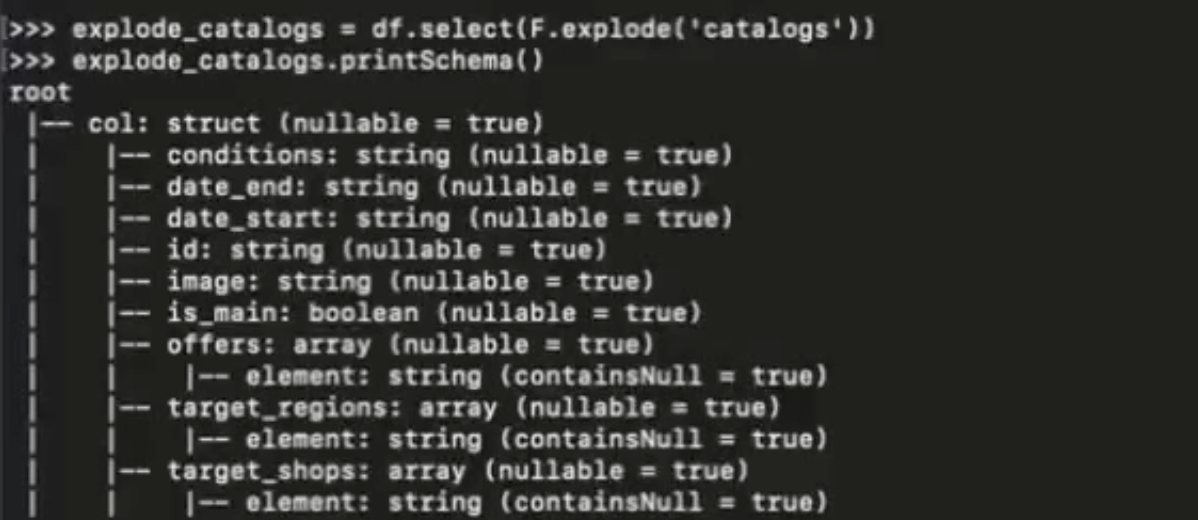 >>> explode_catalogs = df.select(F.explode('catalogs'))
>>> explode_catalogs.printSchema()
root
 |-- col: struct (nullable = true)
 |    |-- conditions: string (nullable = true)
 |    |-- date_end: string (nullable = true)
 |    |-- date_start: string (nullable = true)
 |    |-- id: string (nullable = true)
 |    |-- image: string (nullable = true)
 |    |-- is_main: boolean (nullable = true)
 |    |-- offers: array (nullable = true)
 |    |    |-- element: string (containsNull = true)
 |    |-- target_regions: array (nullable = true)
 |    |    |-- element: string (containsNull = true)
 |    |-- target_shops: array (nullable = true)
 |    |    |-- element: string (containsNull = true)